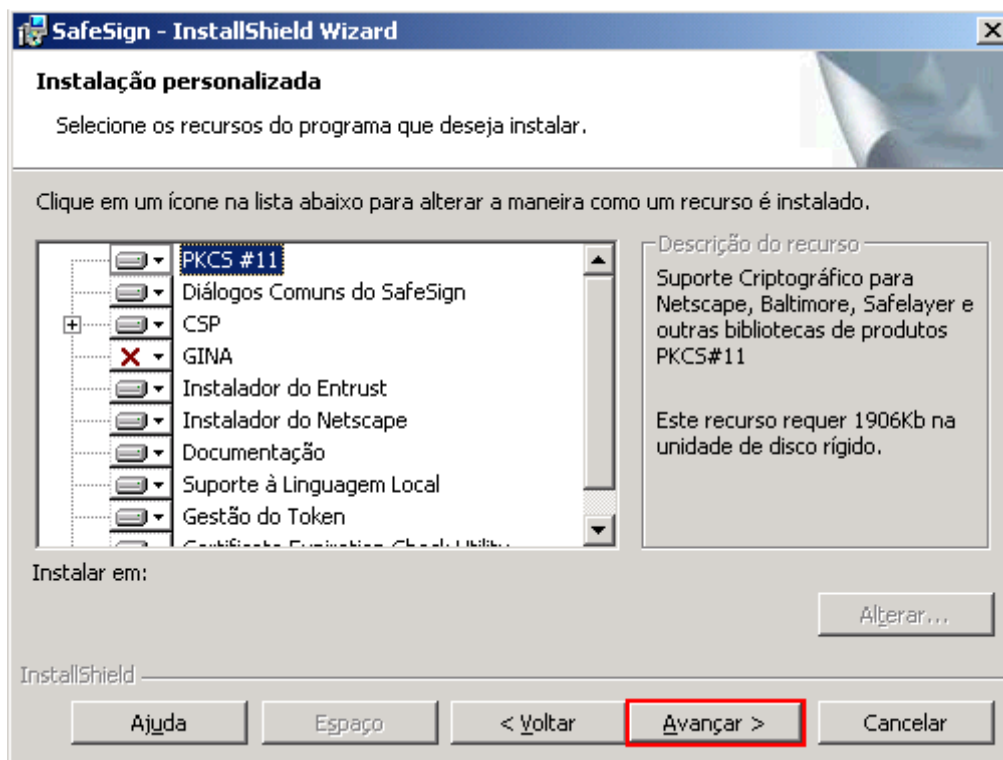 SafeSign - InstallShield Wizard
Instalação personalizada
Selecione os recursos do programa que deseja instalar.
Clique em um ícone na lista abaixo para alterar a maneira como um recurso é instalado.
PKCS #11
Diálogos Comuns do SafeSign
CSP
GINA
Instalador do Entrust
Instalador do Netscape
Documentação
Suporte à Linguagem Local
Gestão do Token
Certificate Expiration Check Utility
Descrição do recurso
Suporte Criptográfico para
Netscape, Baltimore, Safelayer e
outras bibliotecas de produtos
PKCS#11
Este recurso requer 1906Kb na
unidade de disco rígido.
Instalar em:
Alterar...
InstallShield
Ajuda
Espaço
< Voltar
Avançar >
Cancelar